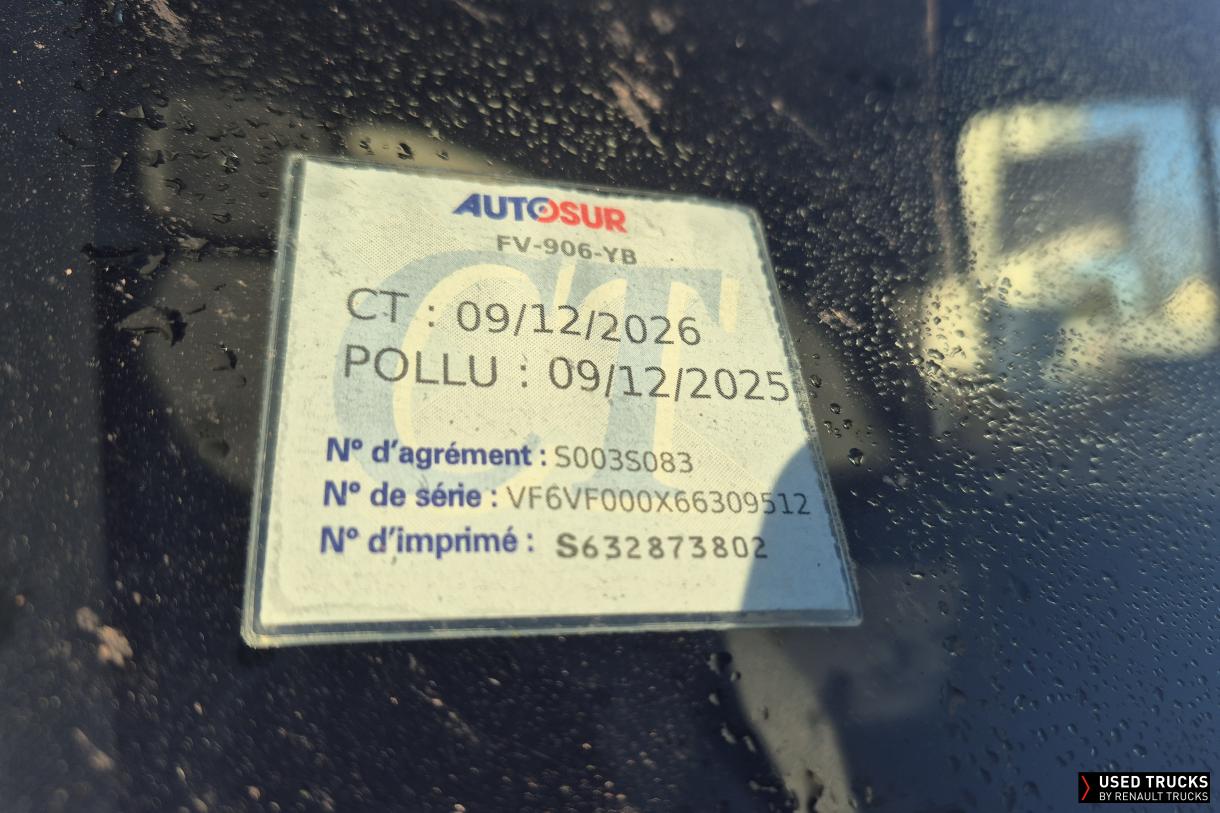 AUTOSUR
FV-906-YB
CT : 09/12/2026
POLLU : 09/12/2025
N° d'agrément : S003S083
N° de série : VF6VF000X66309512
N° d'imprimé : S632873802
CT
USED TRUCKS
BY RENAULT TRUCKS